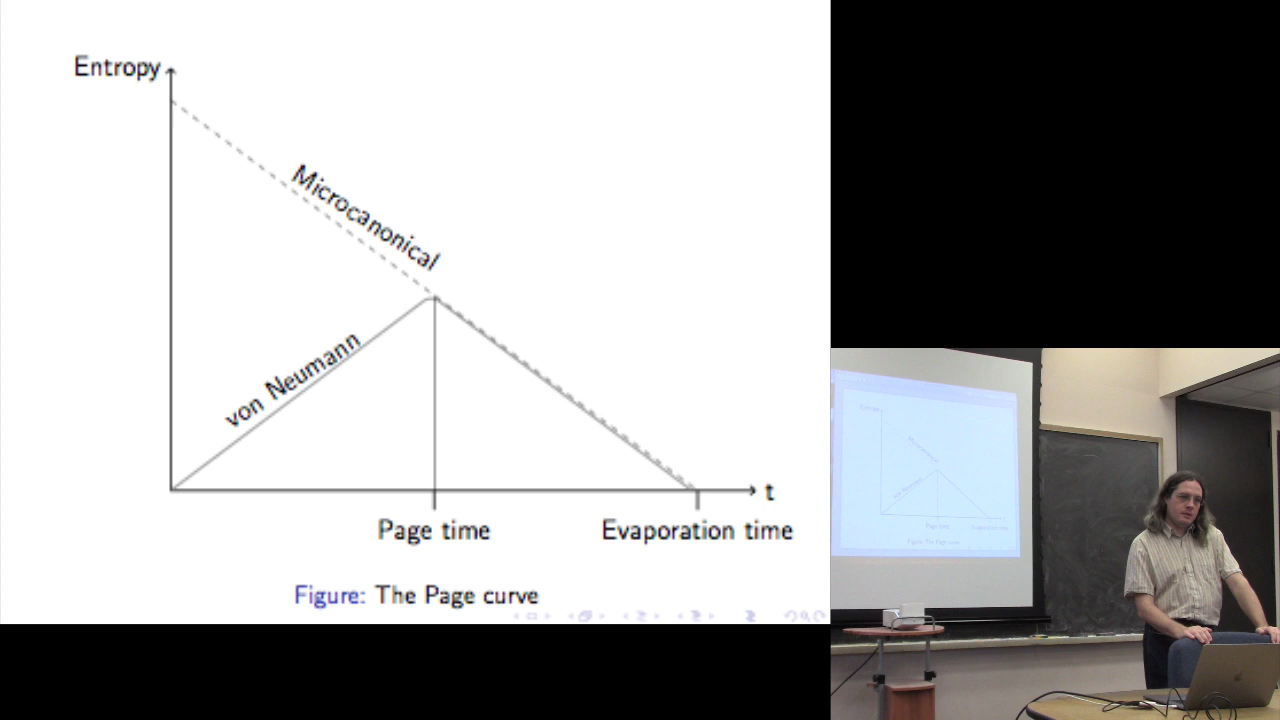 Entropy
Microcanonical
von Neumann
t
Page time
Evaporation time
Figure: The Page curve